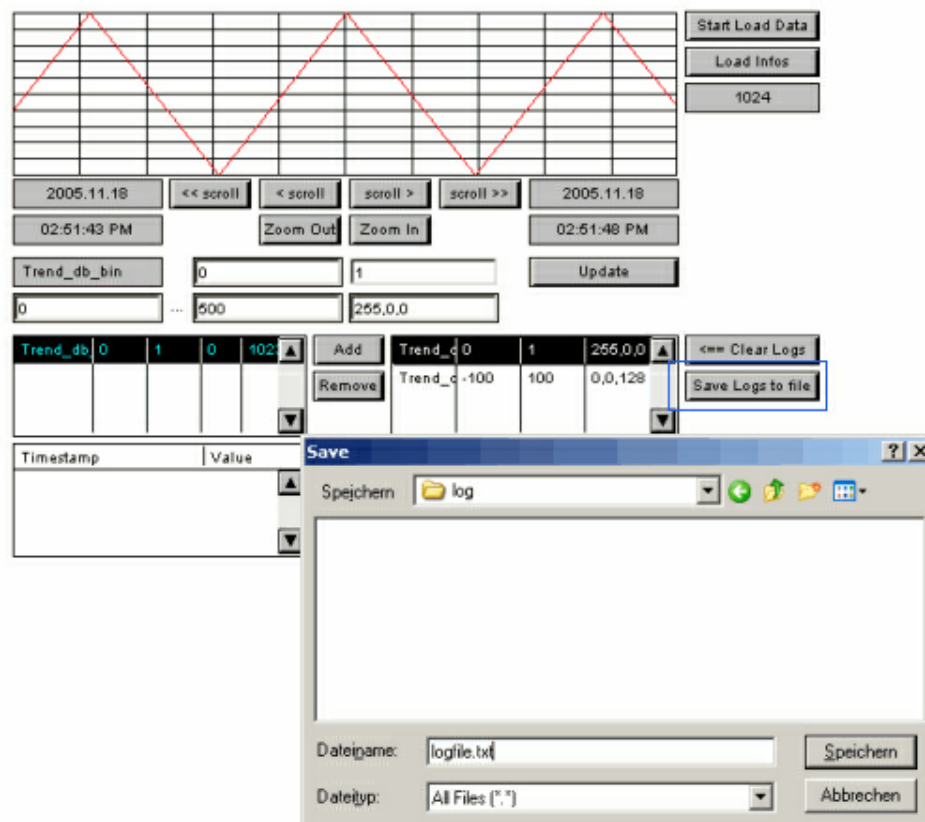 Start Load Data
Load Infos
1024
2005.11.18 << scroll < scroll scroll > scroll >> 2005.11.18
02:51:43 PM Zoom Out Zoom In 02:51:48 PM
Trend_db_bin 0 1 Update
0 ... 500 255,0,0
Trend_db 0 1 0 102 Add Trend_ 0 1 255,0,0 <== Clear Logs
Remove Trend_ -100 100 0,0,128 Save Logs to file
Timestamp Value
Save
Speichern log
Dateiname: logfile.txt Speichern
Dateityp: All Files (*.*) Abbrechen